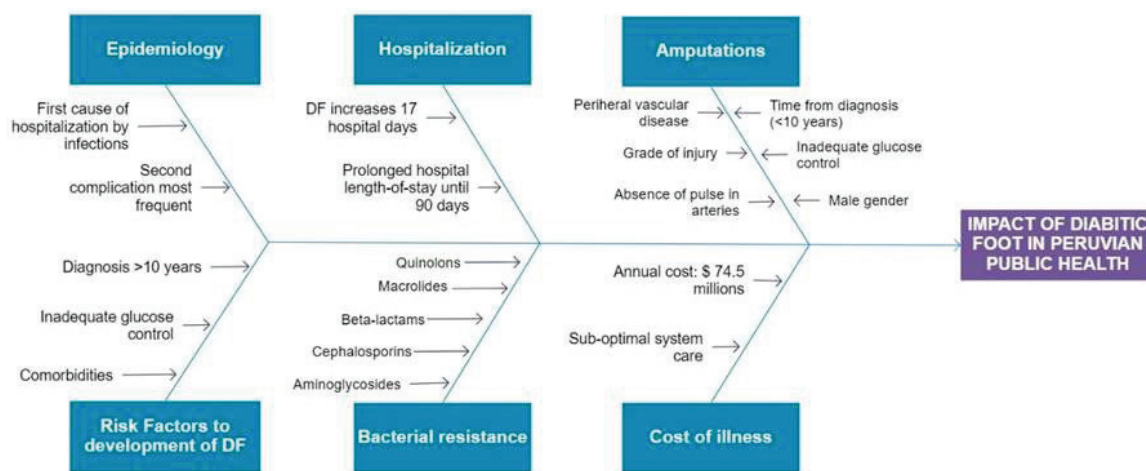 Epidemiology
Hospitalization
Amputations
First cause of
hospitalization by
infections
Second
complication most
frequent
DF increases 17
hospital days
Prolonged hospital
length-of-stay until
90 days
Periheral vascular
disease
Time from diagnosis
(<10 years)
Grade of injury
Inadequate glucose
control
Absence of pulse in
arteries
Male gender
IMPACT OF DIABITIC
FOOT IN PERUVIAN
PUBLIC HEALTH
Diagnosis >10 years
Inadequate glucose
control
Comorbidities
Quinolons
Macrolides
Beta-lactams
Cephalosporins
Aminoglycosides
Annual cost: $ 74.5
millions
Sub-optimal system
care
Risk Factors to
development of DF
Bacterial resistance
Cost of illness